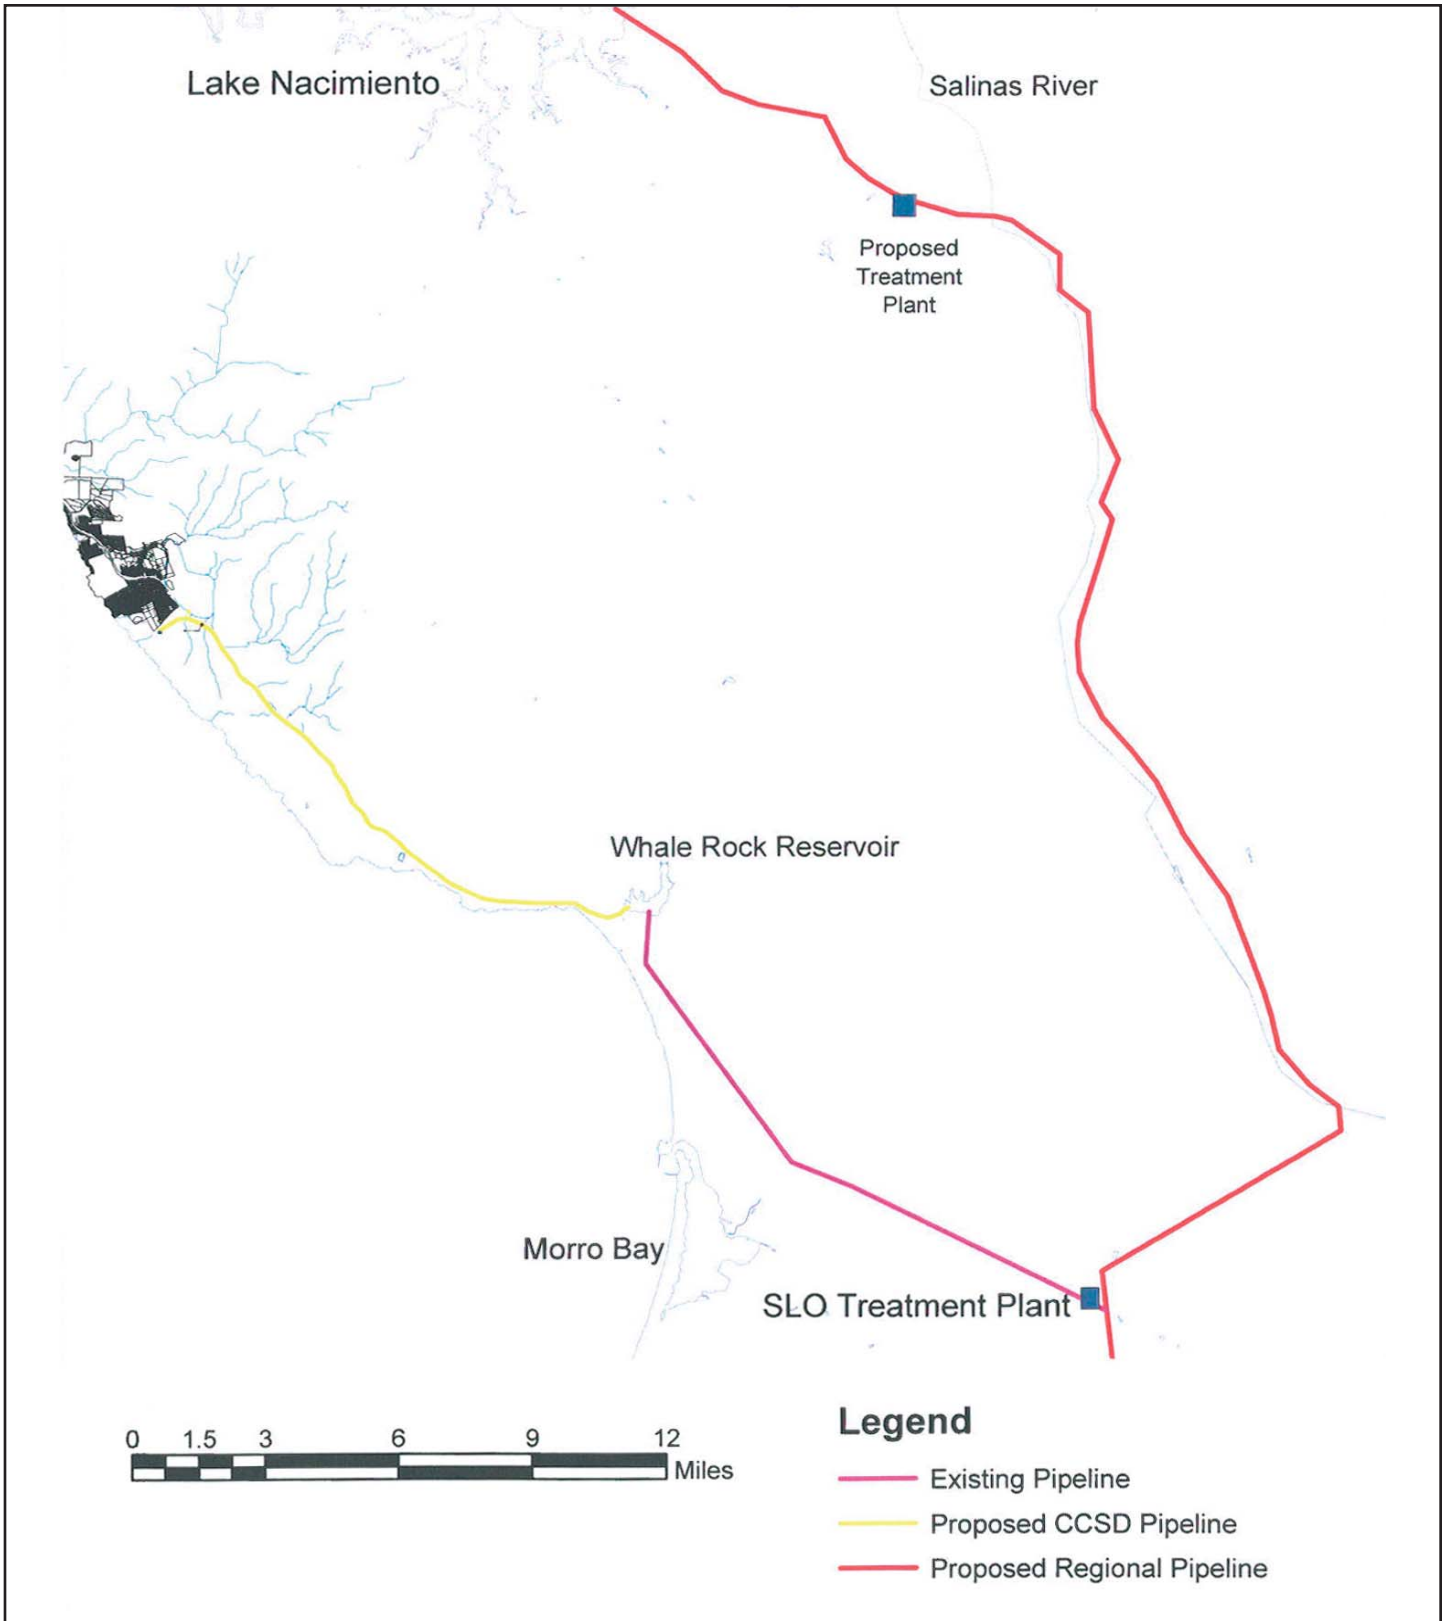 Lake Nacimiento
Salinas River
Proposed
Treatment
Plant
Whale Rock Reservoir
Morro Bay
SLO Treatment Plant
0 1.5 3 6 9 12
Miles
Legend
Existing Pipeline
Proposed CCSD Pipeline
Proposed Regional Pipeline